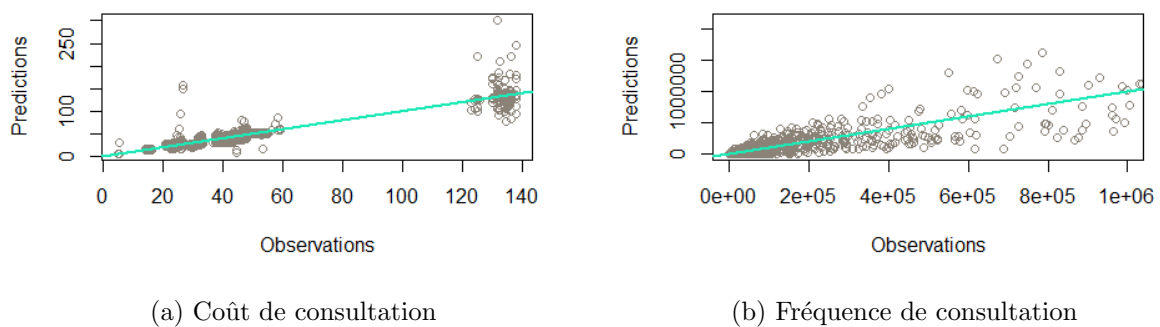 Predictions
0 100 250
0 20 40 60 80 100 120 140
Observations
(a) Coût de consultation
Predictions
0 1000000
0e+00 2e+05 4e+05 6e+05 8e+05 1e+06
Observations
(b) Fréquence de consultation